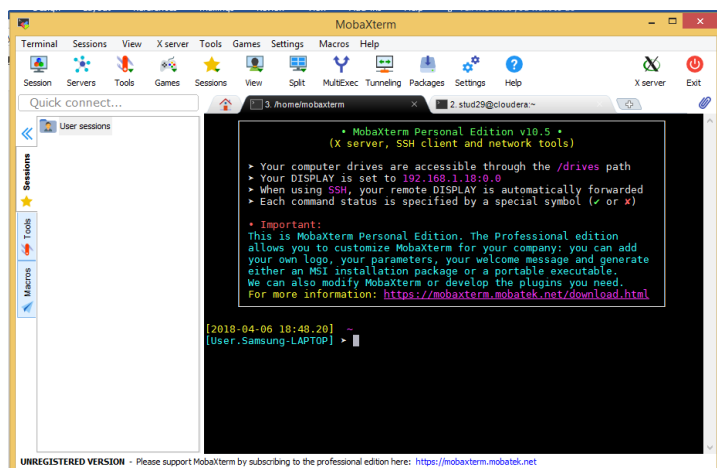 MobaXterm
Terminal Sessions View X server Tools Games Settings Macros Help
Session Servers Tools Games Sessions View Split MultiExec Tunneling Packages Settings Help X server Exit
Quick connect...
3. /home/mobaxterm
2. stud29@cloudera:~
User sessions
Sessions
Tools
Macros
• MobaXterm Personal Edition v10.5 •
(X server, SSH client and network tools)
➤ Your computer drives are accessible through the /drives path
➤ Your DISPLAY is set to 192.168.1.18:0.0
➤ When using SSH, your remote DISPLAY is automatically forwarded
➤ Each command status is specified by a special symbol (✔ or ✘)
• Important:
This is MobaXterm Personal Edition. The Professional edition
allows you to customize MobaXterm for your company: you can add
your own logo, your parameters, your welcome message and generate
either an MSI installation package or a portable executable.
We can also modify MobaXterm or develop the plugins you need.
For more information: https://mobaxterm.mobatek.net/download.html
[2018-04-06 18:48.20] ~
[User.Samsung-LAPTOP] ➤
UNREGISTERED VERSION - Please support MobaXterm by subscribing to the professional edition here: https://mobaxterm.mobatek.net